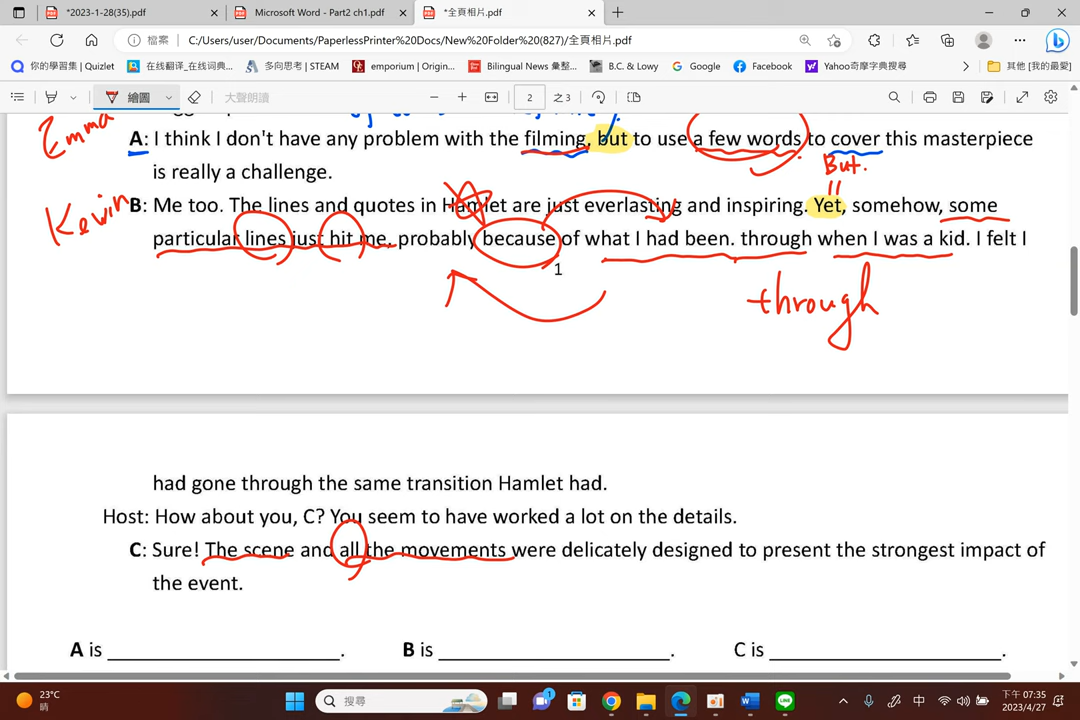 *2023-1-28(35).pdf
Microsoft Word - Part2 ch1.pdf
*全頁相片.pdf
檔案
C:/Users/user/Documents/PaperlessPrinter%20Docs/New%20Folder%20(827)/全頁相片.pdf
你的學習集 | Quizlet
在线翻译_在线词典...
多向思考 | STEAM
emporium | Origin...
Bilingual News 彙整...
B.C. & Lowy
Google
Facebook
Yahoo奇摩字典搜尋
其他 [我的最愛]
繪圖
大聲朗讀
2
之 3
Emma
A: I think I don't have any problem with the filming, but to use a few words to cover this masterpiece
is really a challenge.
But.
Kewin
B: Me too. The lines and quotes in Hamlet are just everlasting and inspiring. Yet, somehow, some
particular lines just hit me, probably because of what I had been. through when I was a kid. I felt I
1
through
had gone through the same transition Hamlet had.
Host: How about you, C? You seem to have worked a lot on the details.
C: Sure! The scene and all the movements were delicately designed to present the strongest impact of
the event.
A is ____________________. B is ____________________. C is ____________________.
23°C
晴
搜尋
1
中
下午 07:35
2023/4/27